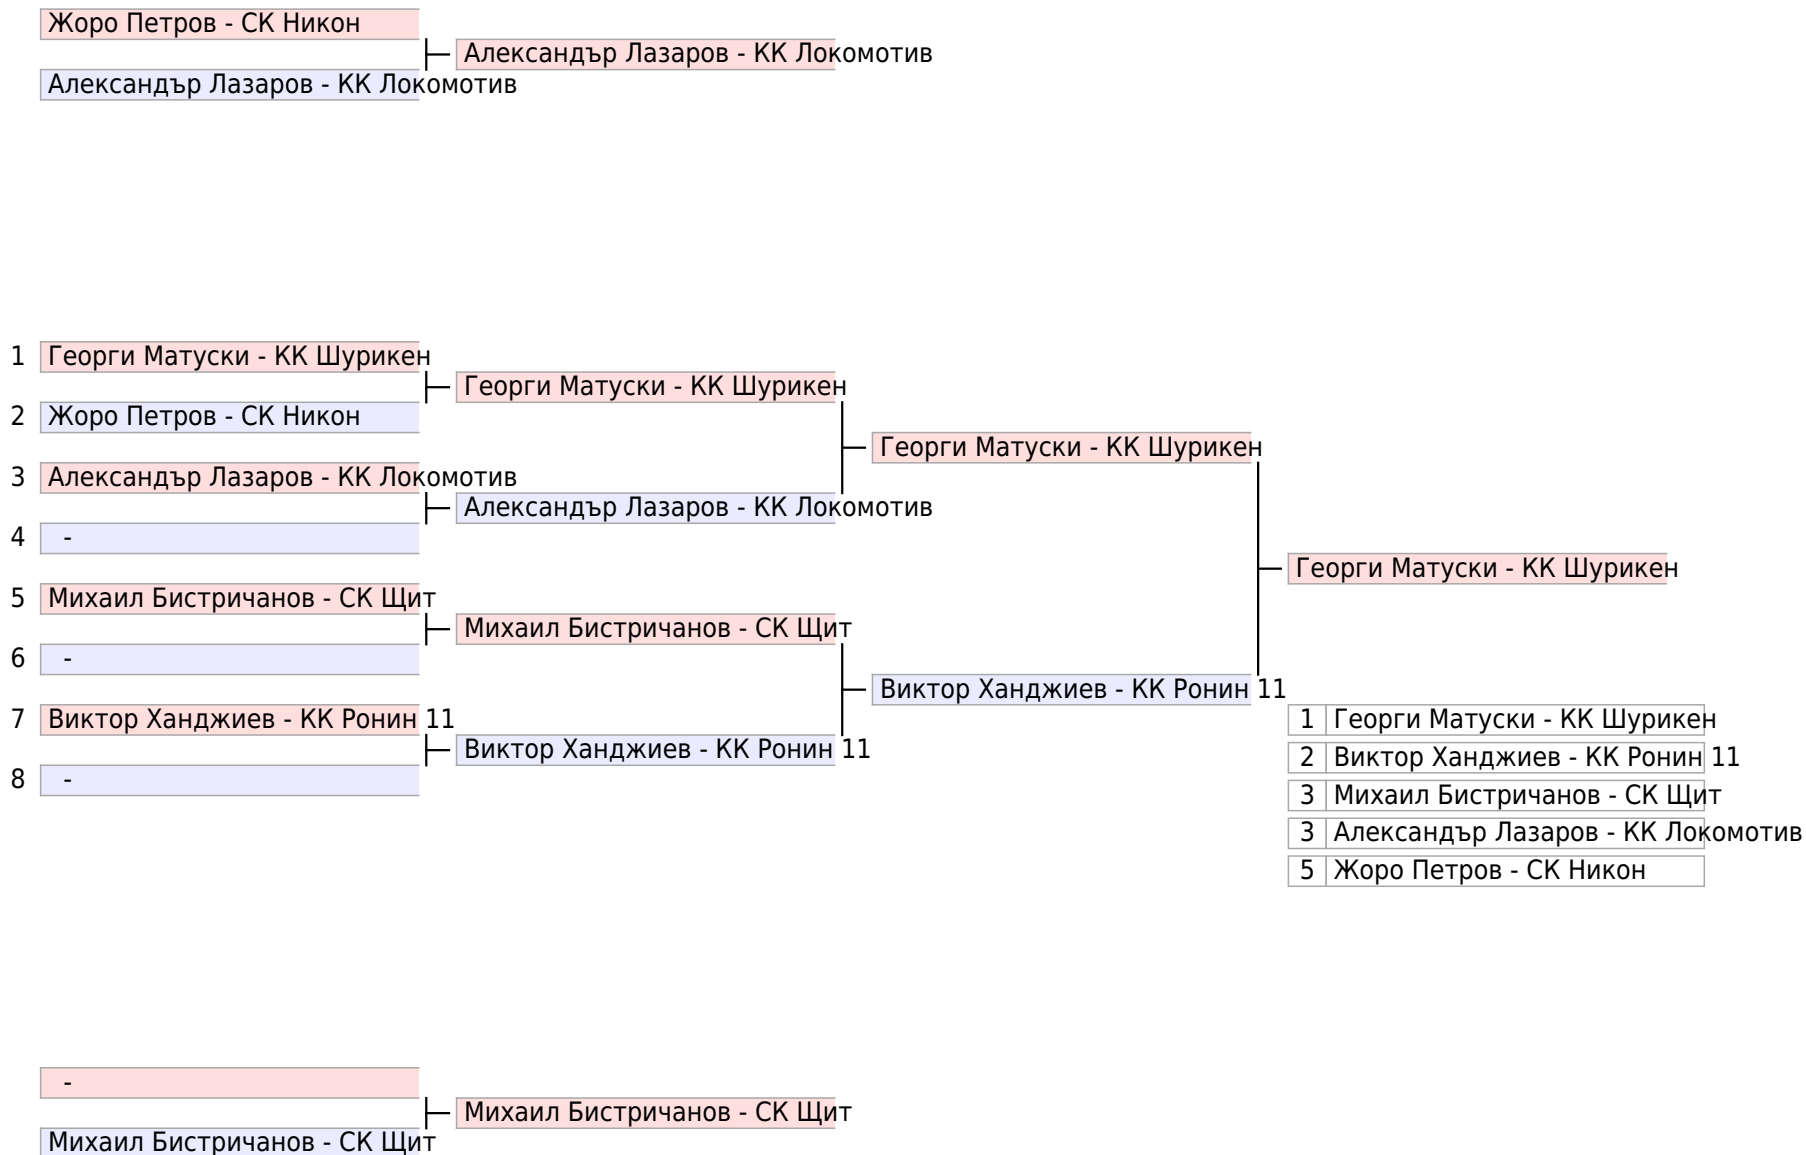 Жоро Петров - СК Никон
Александър Лазаров - КК Локомотив
Александър Лазаров - КК Локомотив
1 Георги Матуски - КК Шурикен
Георги Матуски - КК Шурикен
2 Жоро Петров - СК Никон
Георги Матуски - КК Шурикен
3 Александър Лазаров - КК Локомотив
Александър Лазаров - КК Локомотив
4 -
Георги Матуски - КК Шурикен
5 Михаил Бистричанов - СК Щит
Михаил Бистричанов - СК Щит
6 -
Виктор Ханджиев - КК Ронин 11
7 Виктор Ханджиев - КК Ронин 11
Виктор Ханджиев - КК Ронин 11
8 -
1 Георги Матуски - КК Шурикен
2 Виктор Ханджиев - КК Ронин 11
3 Михаил Бистричанов - СК Щит
3 Александър Лазаров - КК Локомотив
5 Жоро Петров - СК Никон
-
Михаил Бистричанов - СК Щит
Михаил Бистричанов - СК Щит